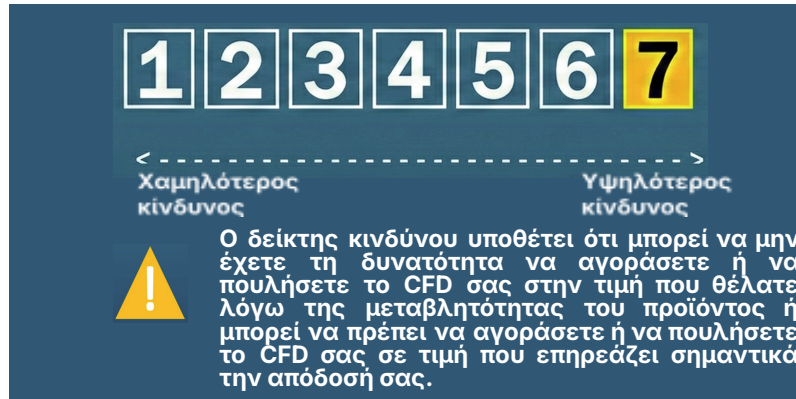 1 2 3 4 5 6 7
< - - - - - - - - - - - - - - - - - - - - - - - - - - - - - - - - >
Χαμηλότερος Υψηλότερος
κίνδυνος κίνδυνος
Ο δείκτης κινδύνου υποθέτει ότι μπορεί να μην
έχετε τη δυνατότητα να αγοράσετε ή να
πουλήσετε το CFD σας στην τιμή που θέλατε
λόγω της μεταβλητότητας του προϊόντος ή
μπορεί να πρέπει να αγοράσετε ή να πουλήσετε
το CFD σας σε τιμή που επηρεάζει σημαντικά
την απόδοσή σας.